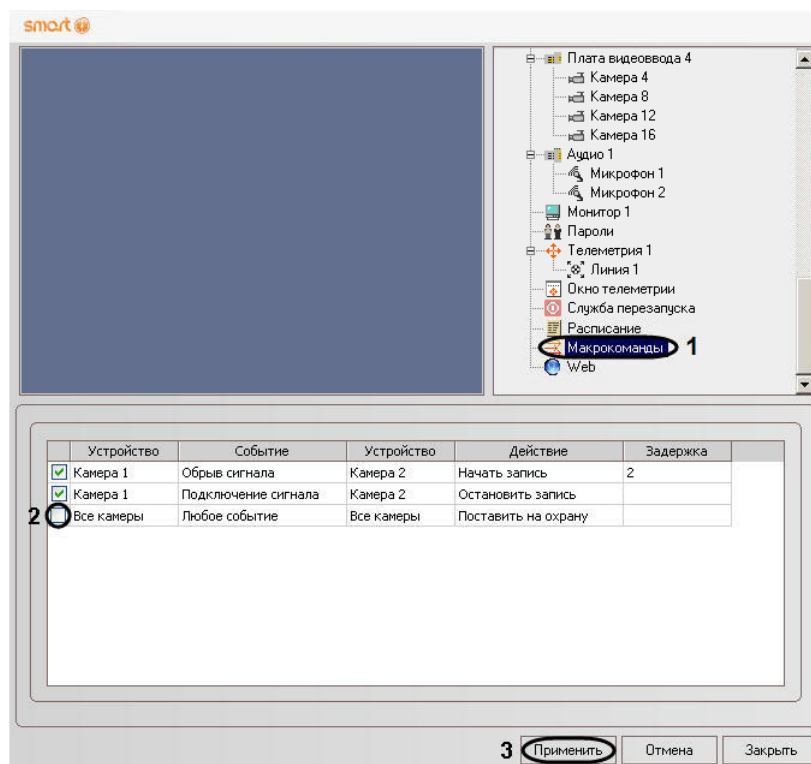 smart
Плата видеоввода 4
Камера 4
Камера 8
Камера 12
Камера 16
Аудио 1
Микрофон 1
Микрофон 2
Монитор 1
Пароли
Телеметрия 1
Линия 1
Окно телеметрии
Служба перезапуска
Расписание
Макрокоманды 1
Web
Устройство Событие Устройство Действие Задержка
Камера 1 Обрыв сигнала Камера 2 Начать запись 2
Камера 1 Подключение сигнала Камера 2 Остановить запись
2 Все камеры Любое событие Все камеры Поставить на охрану
3 Применить Отмена Закрыть